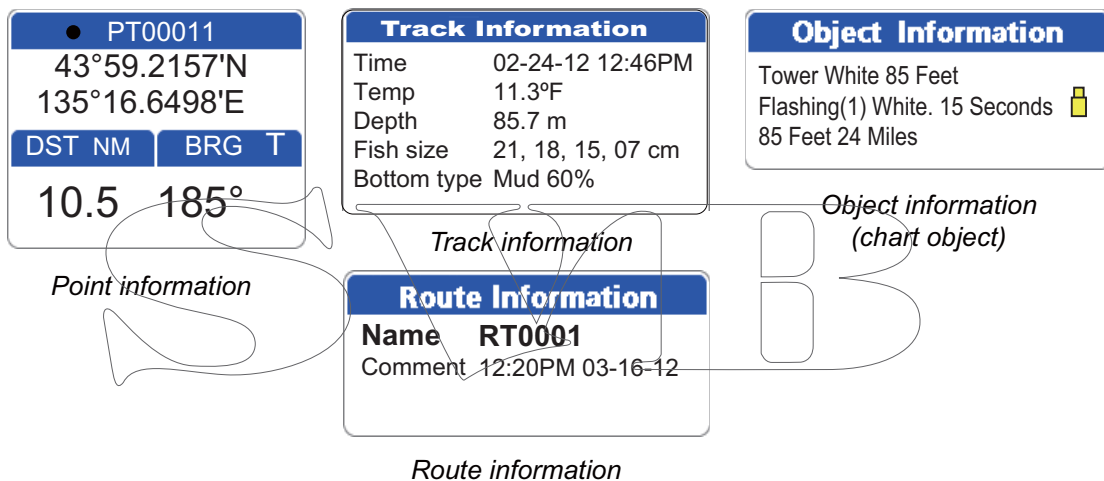 ● PT00011
43°59.2157'N
135°16.6498'E
DST NM BRG T
10.5 185°
Point information
Track Information
Time 02-24-12 12:46PM
Temp 11.3ºF
Depth 85.7 m
Fish size 21, 18, 15, 07 cm
Bottom type Mud 60%
Track information
Object Information
Tower White 85 Feet
Flashing(1) White. 15 Seconds
85 Feet 24 Miles
Object information
(chart object)
Route Information
Name RT0001
Comment 12:20PM 03-16-12
Route information
SVB